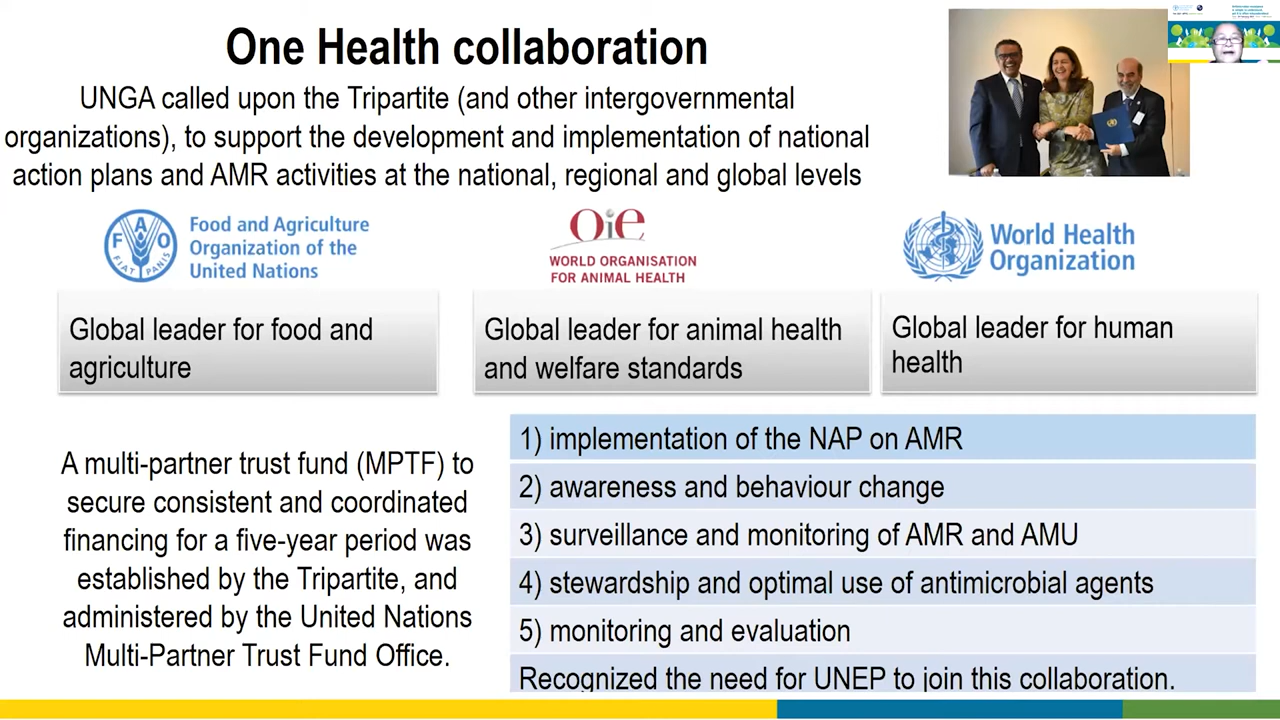 One Health collaboration
UNGA called upon the Tripartite (and other intergovernmental
organizations), to support the development and implementation of national
action plans and AMR activities at the national, regional and global levels
FAO
FIAT PANIS
Food and Agriculture
Organization of the
United Nations
Oie
WORLD ORGANISATION
FOR ANIMAL HEALTH
World Health
Organization
Global leader for food and
agriculture
Global leader for animal health
and welfare standards
Global leader for human
health
A multi-partner trust fund (MPTF) to
secure consistent and coordinated
financing for a five-year period was
established by the Tripartite, and
administered by the United Nations
Multi-Partner Trust Fund Office.
1) implementation of the NAP on AMR
2) awareness and behaviour change
3) surveillance and monitoring of AMR and AMU
4) stewardship and optimal use of antimicrobial agents
5) monitoring and evaluation
Recognized the need for UNEP to join this collaboration.